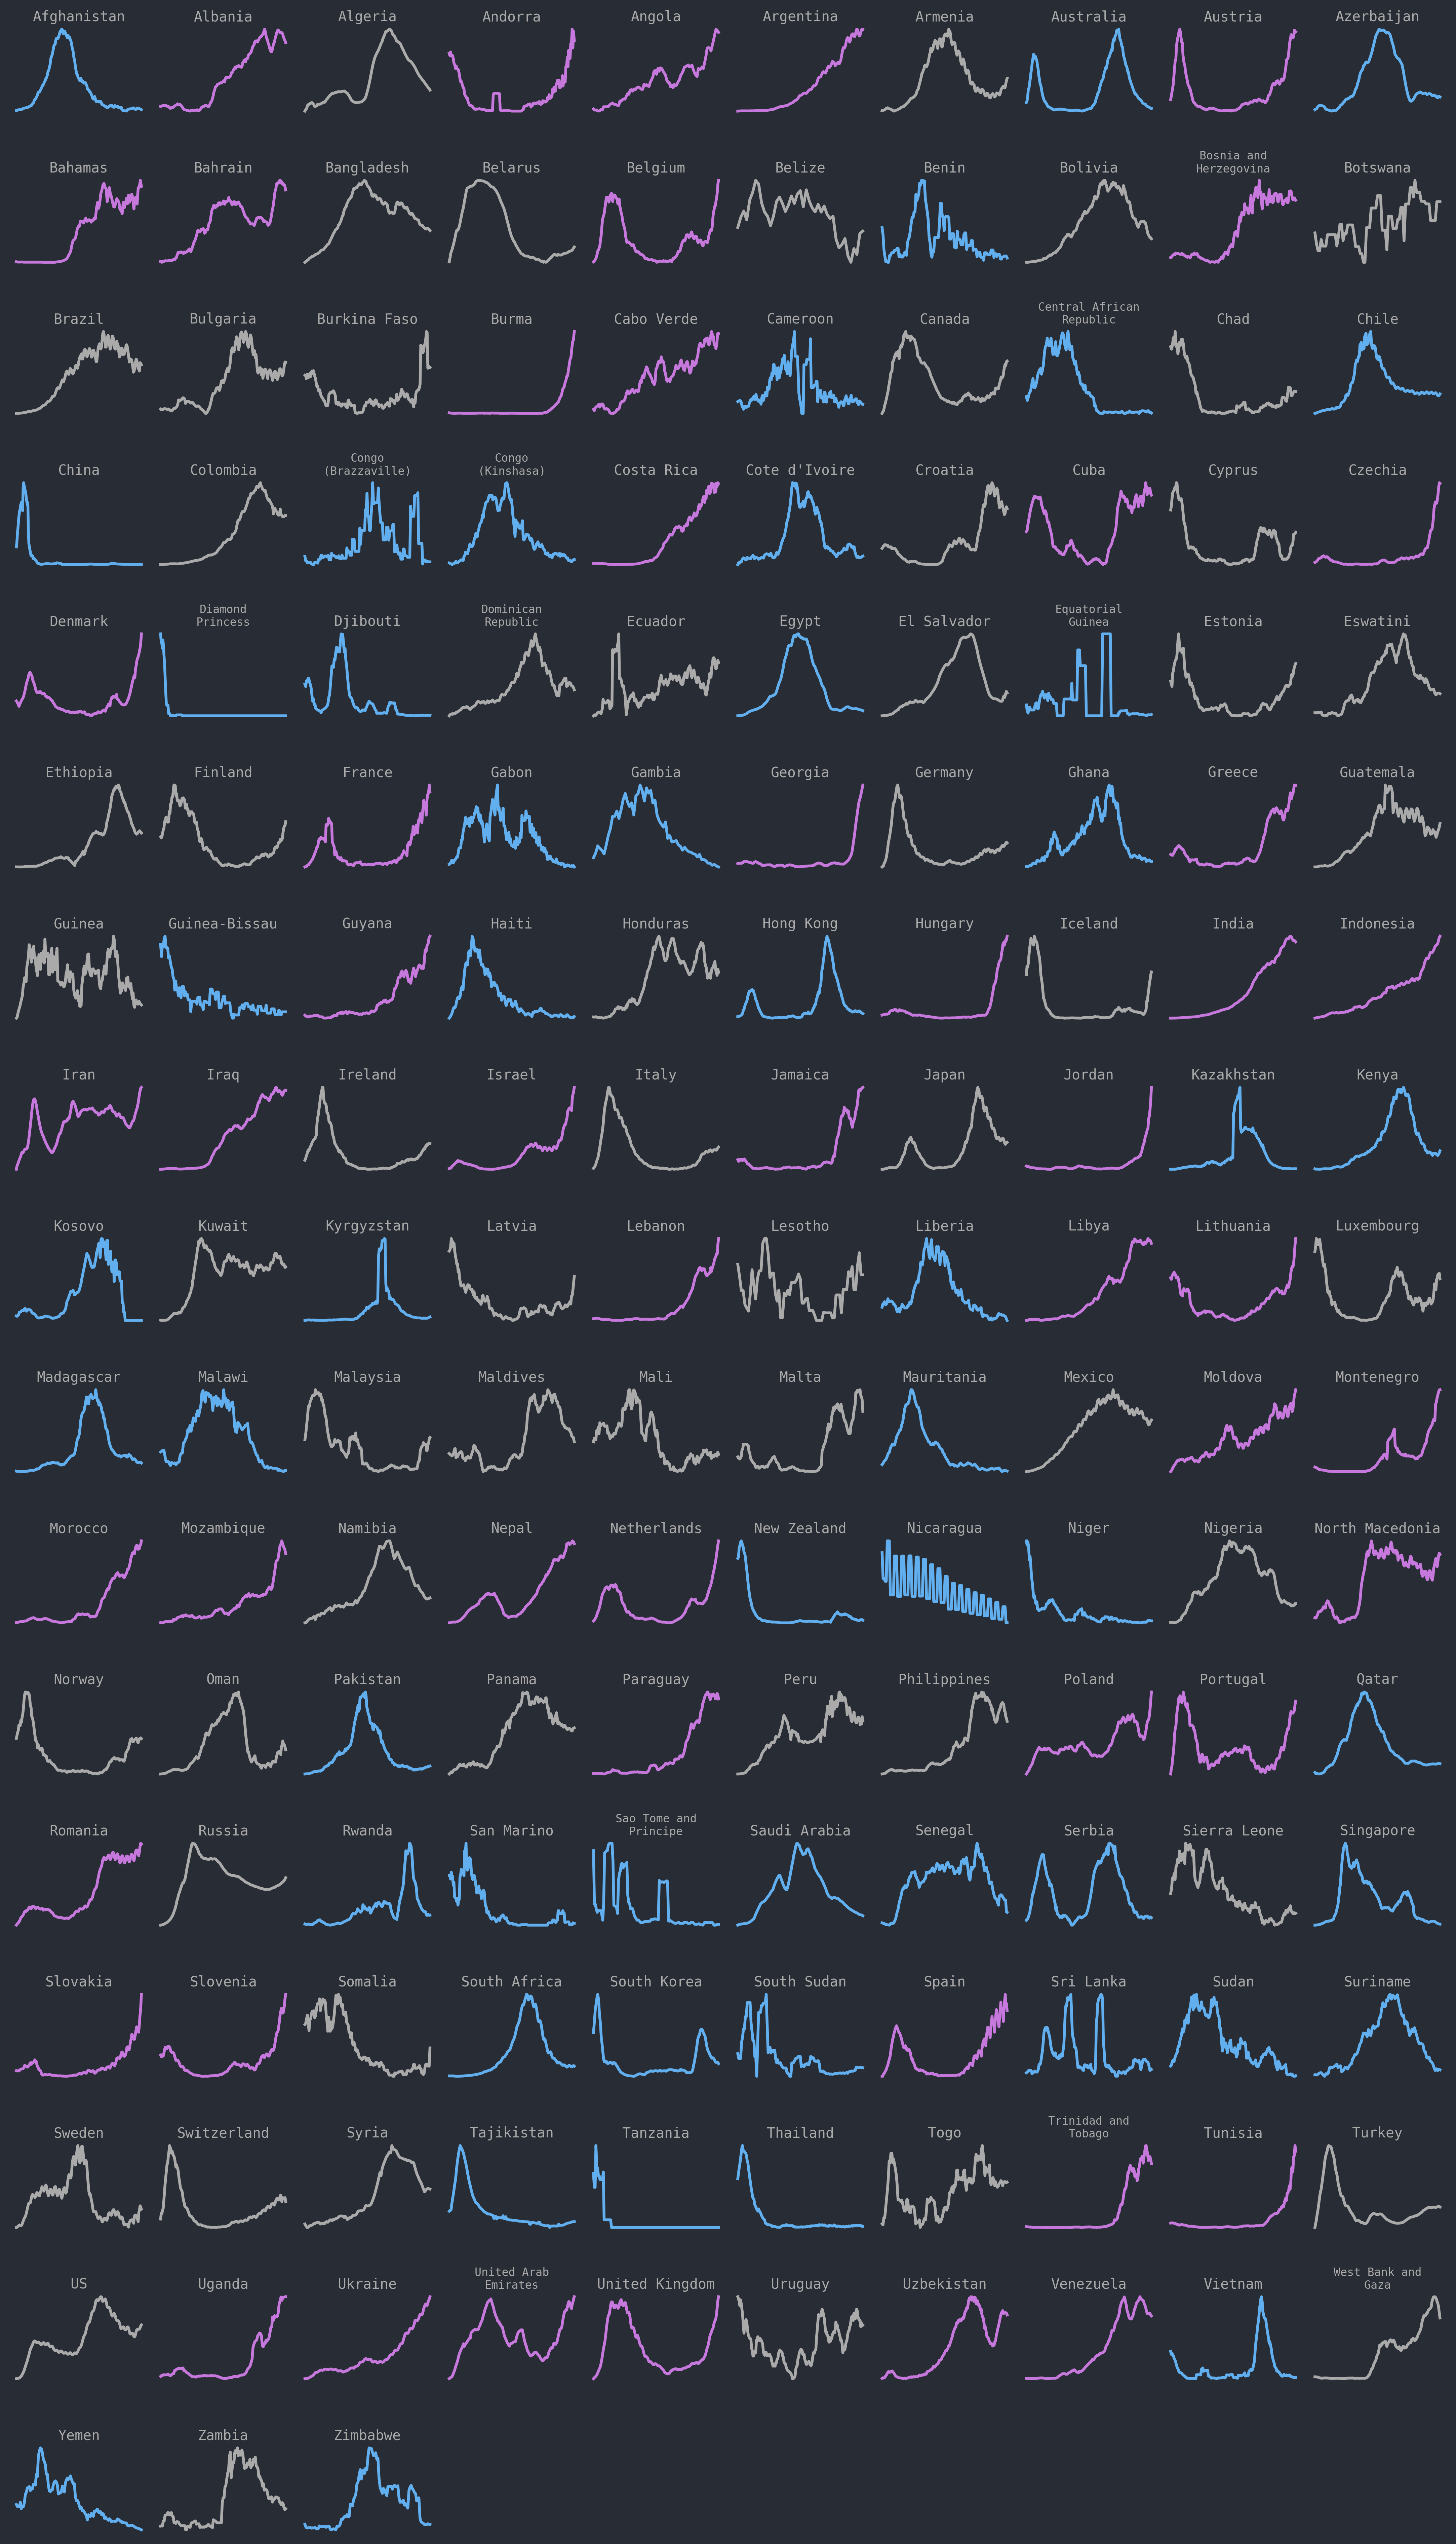 Afghanistan
Albania
Algeria
Andorra
Angola
Argentina
Armenia
Australia
Austria
Azerbaijan
Bahamas
Bahrain
Bangladesh
Belarus
Belgium
Belize
Benin
Bolivia
Bosnia and
Herzegovina
Botswana
Brazil
Bulgaria
Burkina Faso
Burma
Cabo Verde
Cameroon
Canada
Central African
Republic
Chad
Chile
China
Colombia
Congo
(Brazzaville)
Congo
(Kinshasa)
Costa Rica
Cote d'Ivoire
Croatia
Cuba
Cyprus
Czechia
Denmark
Diamond
Princess
Djibouti
Dominican
Republic
Ecuador
Egypt
El Salvador
Equatorial
Guinea
Estonia
Eswatini
Ethiopia
Finland
France
Gabon
Gambia
Georgia
Germany
Ghana
Greece
Guatemala
Guinea
Guinea-Bissau
Guyana
Haiti
Honduras
Hong Kong
Hungary
Iceland
India
Indonesia
Iran
Iraq
Ireland
Israel
Italy
Jamaica
Japan
Jordan
Kazakhstan
Kenya
Kosovo
Kuwait
Kyrgyzstan
Latvia
Lebanon
Lesotho
Liberia
Libya
Lithuania
Luxembourg
Madagascar
Malawi
Malaysia
Maldives
Mali
Malta
Mauritania
Mexico
Moldova
Montenegro
Morocco
Mozambique
Namibia
Nepal
Netherlands
New Zealand
Nicaragua
Niger
Nigeria
North Macedonia
Norway
Oman
Pakistan
Panama
Paraguay
Peru
Philippines
Poland
Portugal
Qatar
Romania
Russia
Rwanda
San Marino
Sao Tome and
Principe
Saudi Arabia
Senegal
Serbia
Sierra Leone
Singapore
Slovakia
Slovenia
Somalia
South Africa
South Korea
South Sudan
Spain
Sri Lanka
Sudan
Suriname
Sweden
Switzerland
Syria
Tajikistan
Tanzania
Thailand
Togo
Trinidad and
Tobago
Tunisia
Turkey
US
Uganda
Ukraine
United Arab
Emirates
United Kingdom
Uruguay
Uzbekistan
Venezuela
Vietnam
West Bank and
Gaza
Yemen
Zambia
Zimbabwe